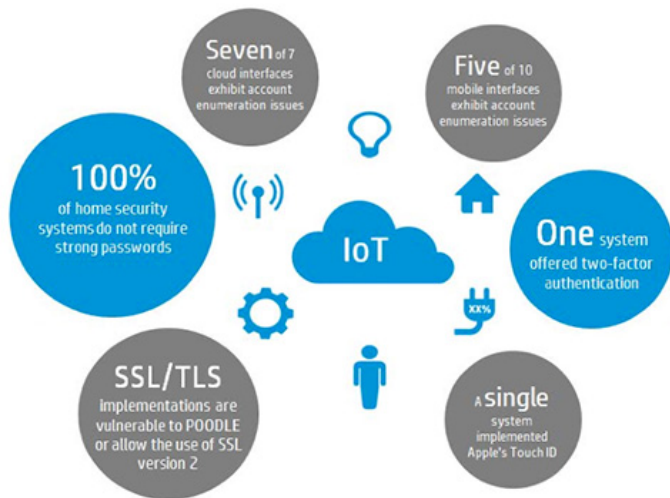 Seven of 7
cloud interfaces
exhibit account
enumeration issues
Five of 10
mobile interfaces
exhibit account
enumeration issues
100%
of home security
systems do not require
strong passwords
IoT
One system
offered two-factor
authentication
XX%
SSL/TLS
implementations are
vulnerable to POODLE
or allow the use of SSL
version 2
A single
system
implemented
Apple's Touch ID